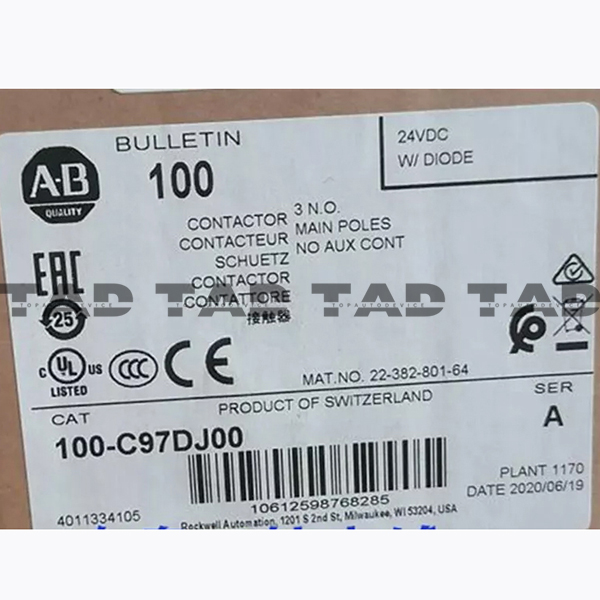 BULLETIN
100
24VDC
W/ DIODE
A-B
QUALITY
CONTACTOR 3 N.O.
CONTACTEUR MAIN POLES
SCHUETZ NO AUX CONT
CONTACTOR
CONTATTORE
接触器
EAC
25
TAD TAD TAD TAD
TOPAUTODEVICE TOPAUTODEVICE TOPAUTODEVICE
C UL US
LISTED
CCC
CE
MAT.NO. 22-382-801-64
PRODUCT OF SWITZERLAND
SER
A
CAT
100-C97DJ00
10612598768285
PLANT 1170
DATE 2020/06/19
4011334105
Rockwell Automation, 1201 S 2nd St, Milwaukee, WI 53204, USA